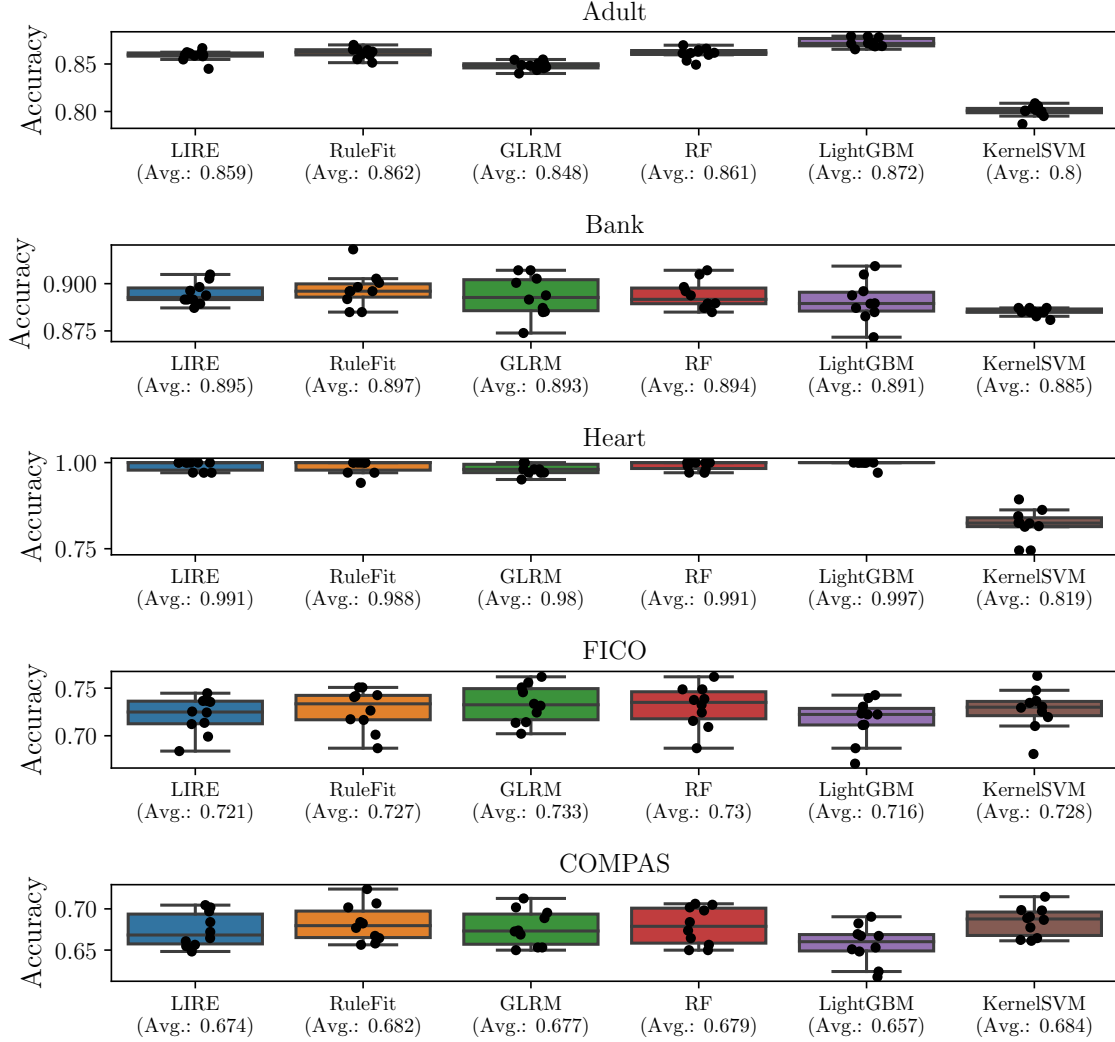 Adult
Accuracy
0.85
0.80
LIRE RuleFit GLRM RF LightGBM KernelSVM
(Avg.: 0.859) (Avg.: 0.862) (Avg.: 0.848) (Avg.: 0.861) (Avg.: 0.872) (Avg.: 0.8)
Bank
Accuracy
0.900
0.875
LIRE RuleFit GLRM RF LightGBM KernelSVM
(Avg.: 0.895) (Avg.: 0.897) (Avg.: 0.893) (Avg.: 0.894) (Avg.: 0.891) (Avg.: 0.885)
Heart
Accuracy
1.00
0.75
LIRE RuleFit GLRM RF LightGBM KernelSVM
(Avg.: 0.991) (Avg.: 0.988) (Avg.: 0.98) (Avg.: 0.991) (Avg.: 0.997) (Avg.: 0.819)
FICO
Accuracy
0.75
0.70
LIRE RuleFit GLRM RF LightGBM KernelSVM
(Avg.: 0.721) (Avg.: 0.727) (Avg.: 0.733) (Avg.: 0.73) (Avg.: 0.716) (Avg.: 0.728)
COMPAS
Accuracy
0.70
0.65
LIRE RuleFit GLRM RF LightGBM KernelSVM
(Avg.: 0.674) (Avg.: 0.682) (Avg.: 0.677) (Avg.: 0.679) (Avg.: 0.657) (Avg.: 0.684)